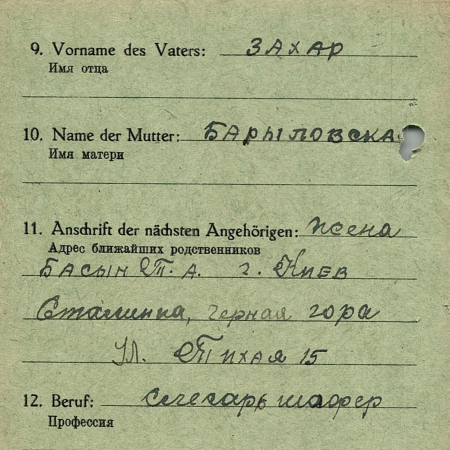 9. Vorname des Vaters: ЗАХАР
Имя отца
10. Name der Mutter: БАРЫЛОВСКАЯ
Имя матери
11. Anschrift der nächsten Angehörigen: жена
Адрес ближайших родственников
БАСЫН Т. А. г. Киев
Сталинка, черная гора
Ул. Тихая 15
12. Beruf: слесарь шофер
Профессия